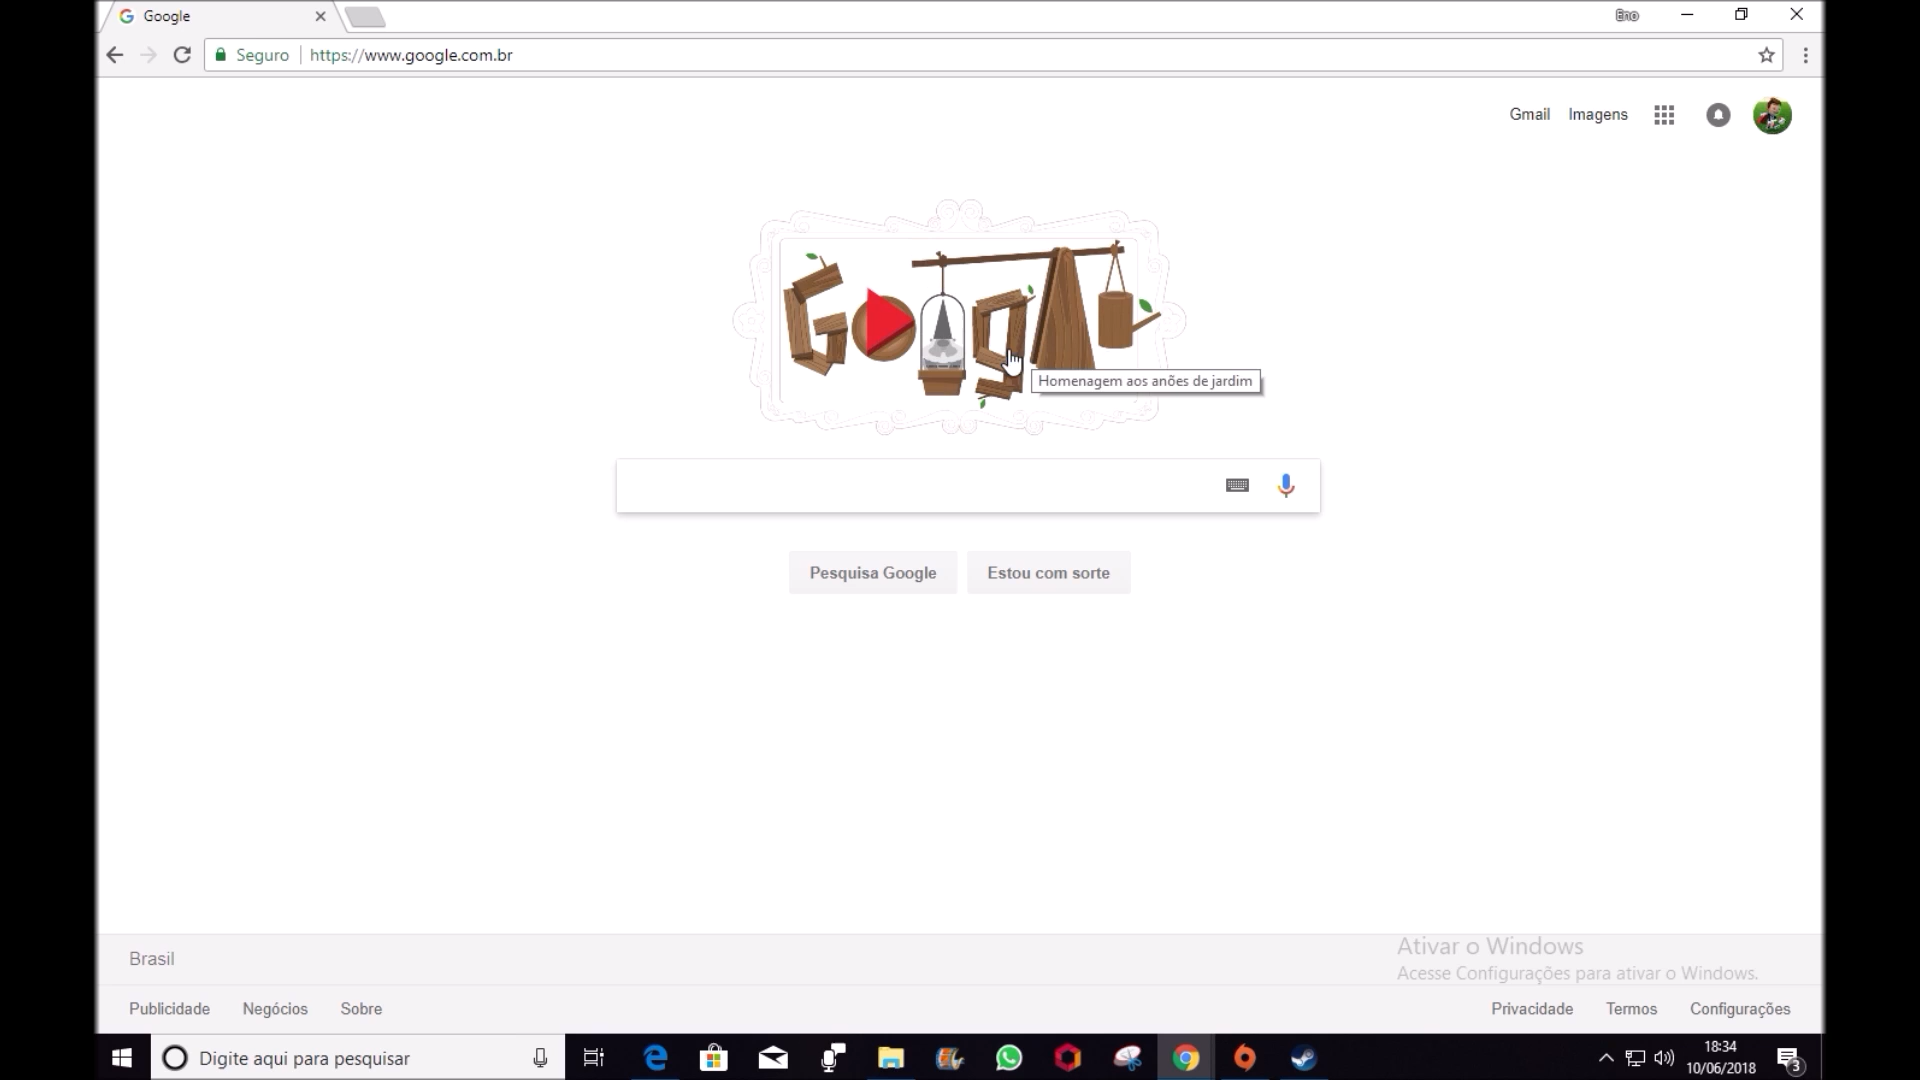 Google
Eno
Seguro
https://www.google.com.br
Gmail Imagens
Homenagem aos anões de jardim
Pesquisa Google Estou com sorte
Brasil
Ativar o Windows
Acesse Configurações para ativar o Windows.
Publicidade Negócios Sobre
Privacidade Termos Configurações
Digite aqui para pesquisar
18:34
10/06/2018
3